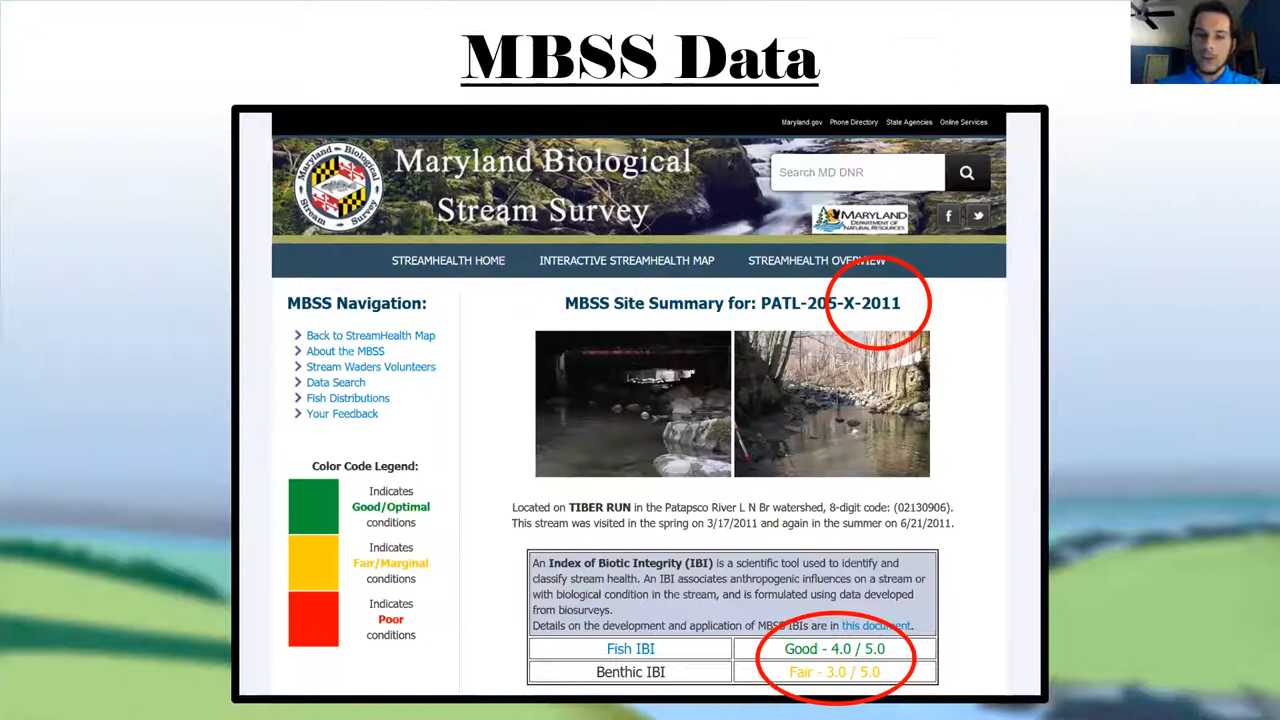 MBSS Data
Maryland.gov Phone Directory State Agencies Online Services
Maryland Biological
Stream Survey
Maryland Biological
Stream Survey
Search MD DNR
MARYLAND
DEPARTMENT OF
NATURAL RESOURCES
f
STREAMHEALTH HOME INTERACTIVE STREAMHEALTH MAP STREAMHEALTH OVERVIEW
MBSS Navigation:
Back to StreamHealth Map
About the MBSS
Stream Waders Volunteers
Data Search
Fish Distributions
Your Feedback
Color Code Legend:
Indicates
Good/Optimal
conditions
Indicates
Fair/Marginal
conditions
Indicates
Poor
conditions
MBSS Site Summary for: PATL-205-X-2011
Located on TIBER RUN in the Patapsco River L N Br watershed, 8-digit code: (02130906).
This stream was visited in the spring on 3/17/2011 and again in the summer on 6/21/2011.
An Index of Biotic Integrity (IBI) is a scientific tool used to identify and
classify stream health. An IBI associates anthropogenic influences on a stream or
with biological condition in the stream, and is formulated using data developed
from biosurveys.
Details on the development and application of MBSS IBIs are in this document.
Fish IBI Good - 4.0 / 5.0
Benthic IBI Fair - 3.0 / 5.0